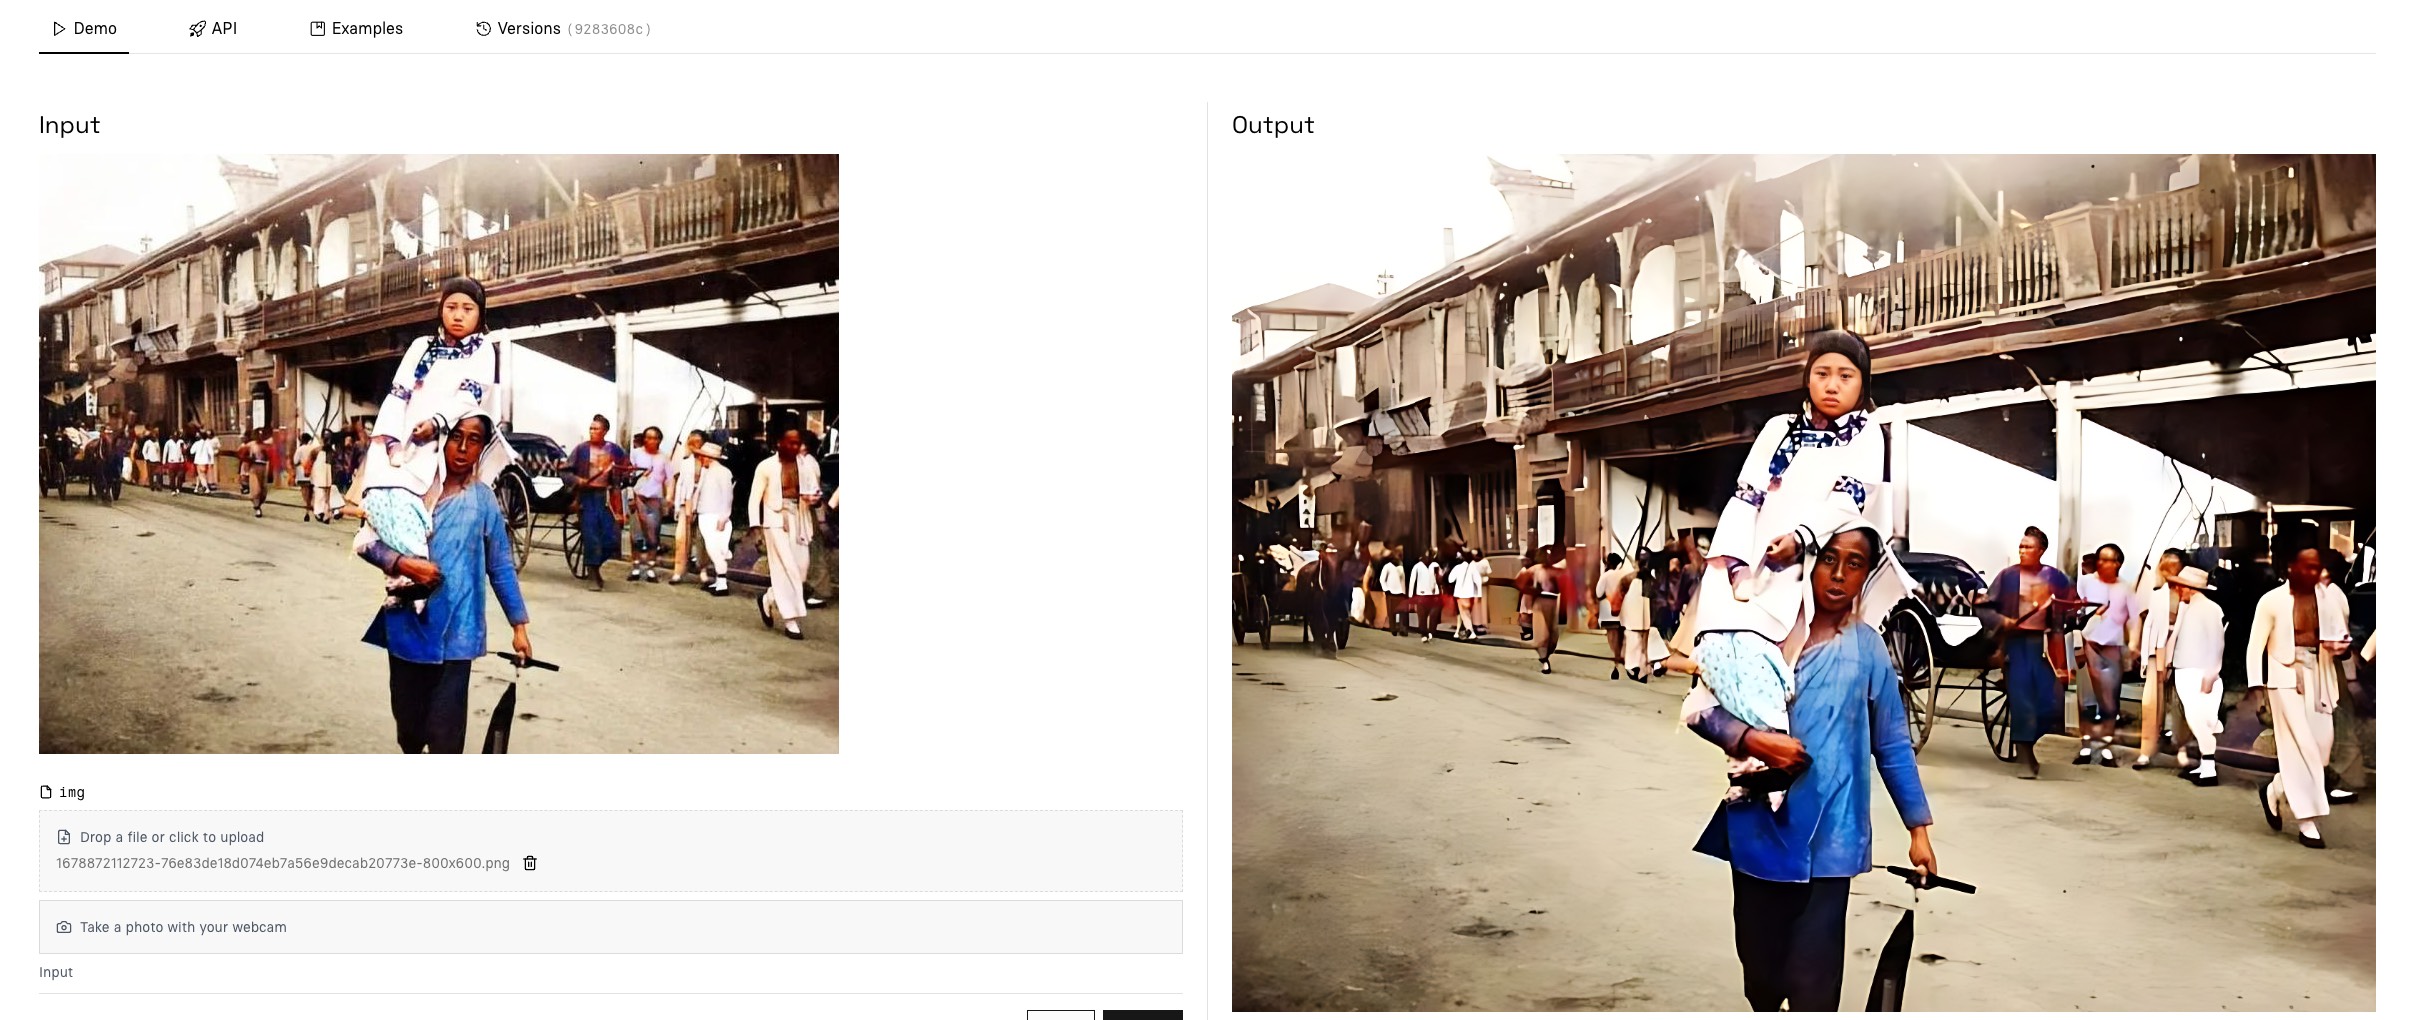 Demo
API
Examples
Versions (9283608c)
Input
Output
img
Drop a file or click to upload
1678872112723-76e83de18d074eb7a56e9decab20773e-800x600.png
Take a photo with your webcam
Input